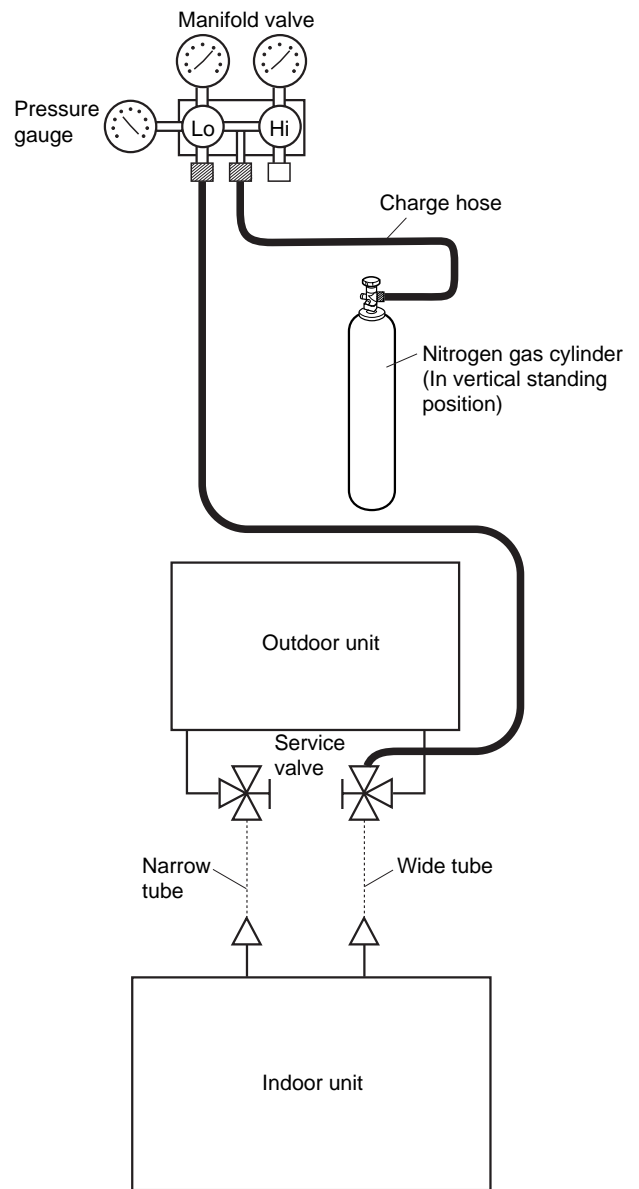 Manifold valve
Pressure
gauge
Lo
Hi
Charge hose
Nitrogen gas cylinder
(In vertical standing
position)
Outdoor unit
Service
valve
Narrow
tube
Wide tube
Indoor unit